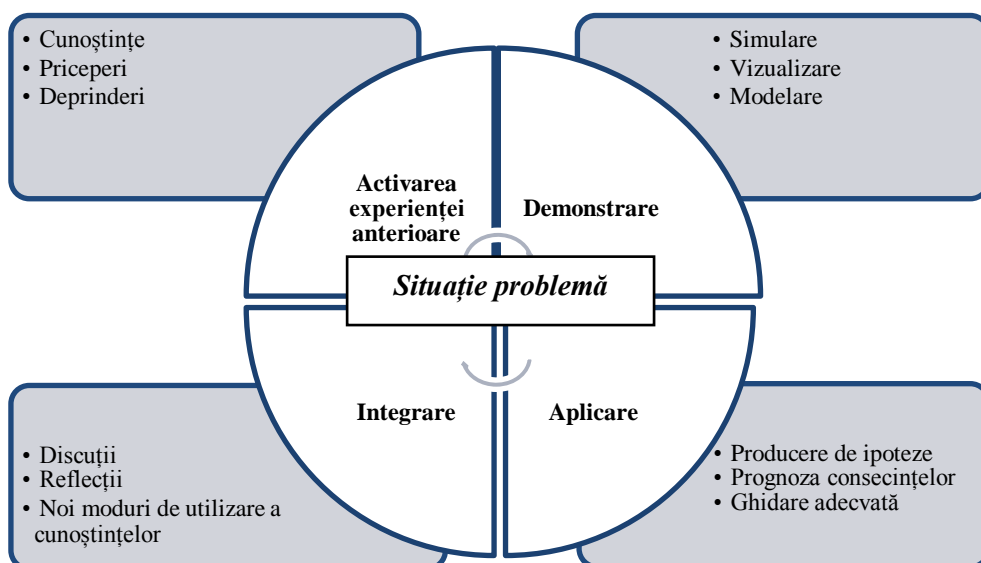 • Cunoștințe
• Priceperi
• Deprinderi
• Simulare
• Vizualizare
• Modelare
Activarea
experienței
anterioare
Demonstrare
Situație problemă
Integrare
Aplicare
• Discuții
• Reflecții
• Noi moduri de utilizare a
cunoștințelor
• Producere de ipoteze
• Prognoza consecințelor
• Ghidare adecvată